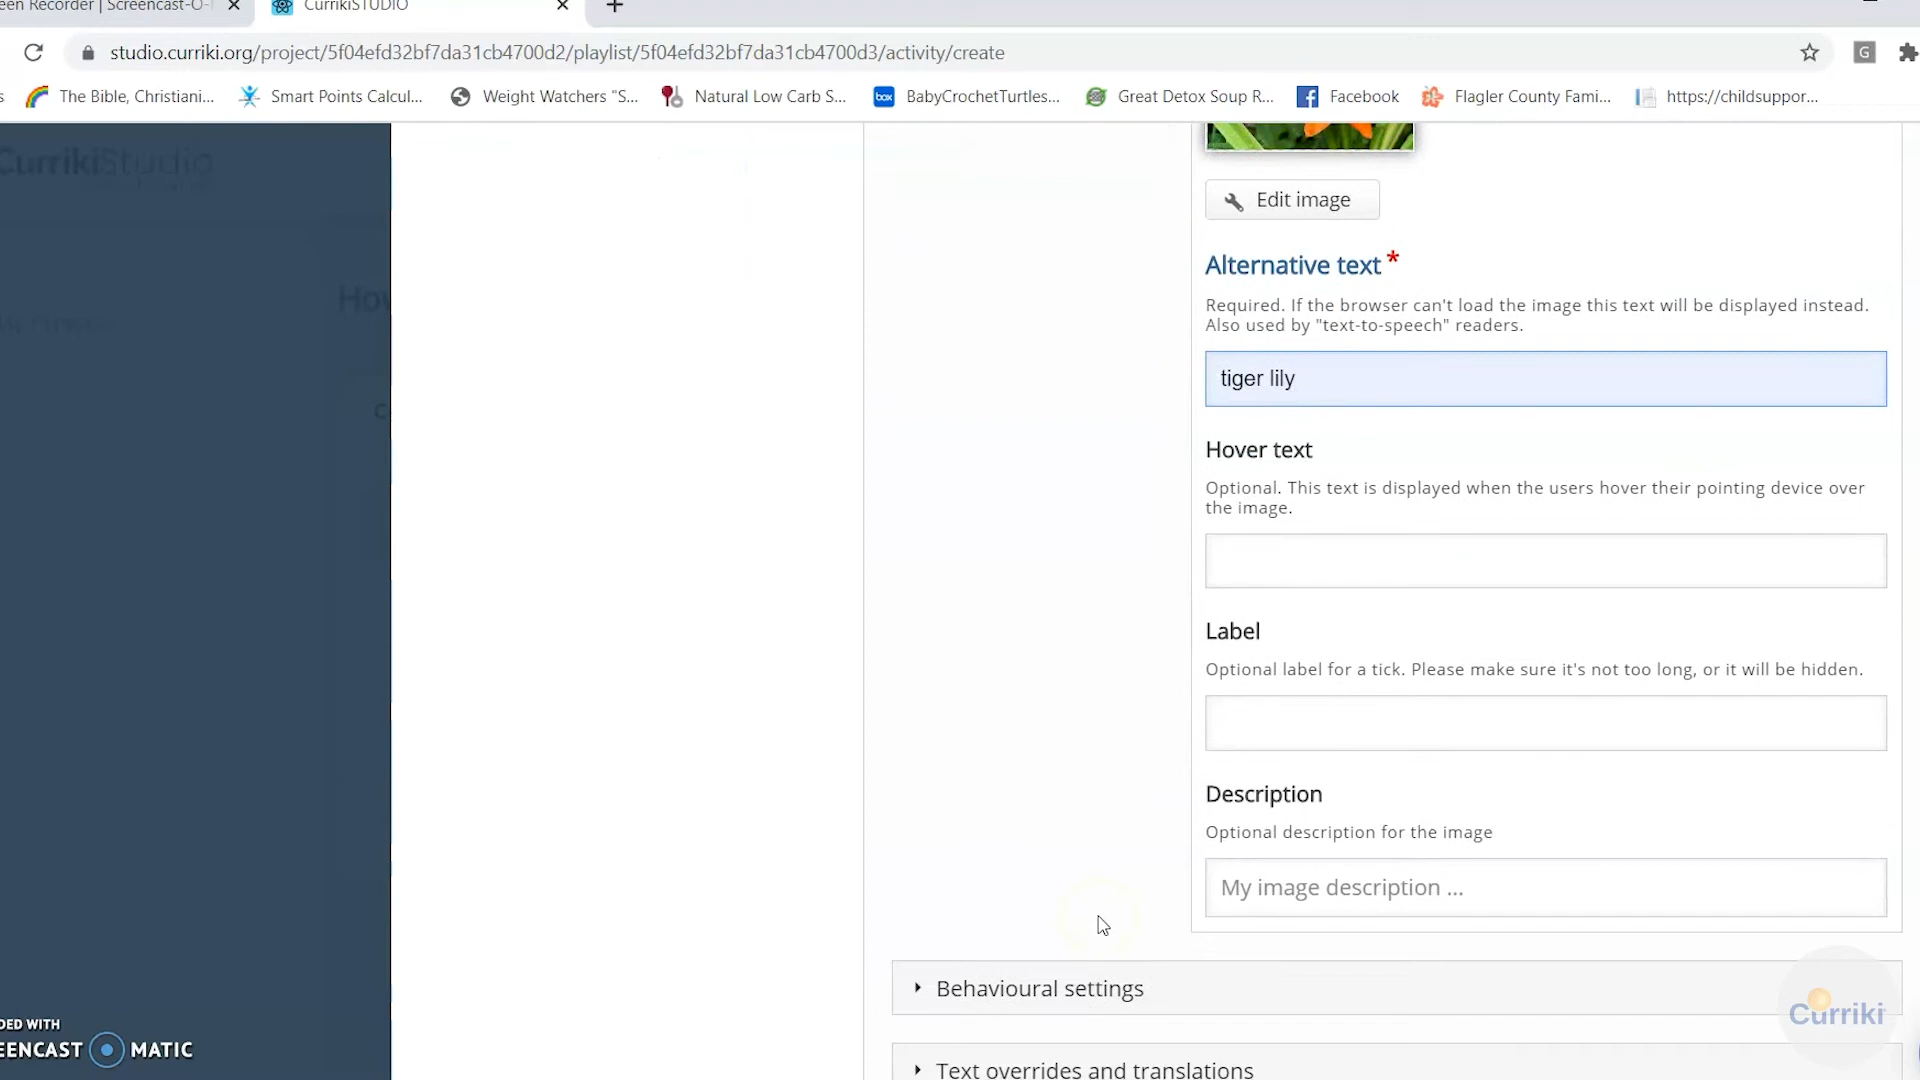 een Recorder | Screencast-O-
CurrikiSTUDIO
studio.curriki.org/project/5f04efd32bf7da31cb4700d2/playlist/5f04efd32bf7da31cb4700d3/activity/create
s
The Bible, Christiani...
Smart Points Calcul...
Weight Watchers "S...
Natural Low Carb S...
box
BabyCrochetTurtles...
Great Detox Soup R...
Facebook
Flagler County Fami...
https://childsuppor...
G
CurrikiStudio
Hov
Edit image
Alternative text *
Required. If the browser can't load the image this text will be displayed instead.
Also used by "text-to-speech" readers.
tiger lily
Hover text
Optional. This text is displayed when the users hover their pointing device over
the image.
Label
Optional label for a tick. Please make sure it's not too long, or it will be hidden.
Description
Optional description for the image
My image description ...
Behavioural settings
Text overrides and translations
Curriki
DED WITH
EENCAST MATIC